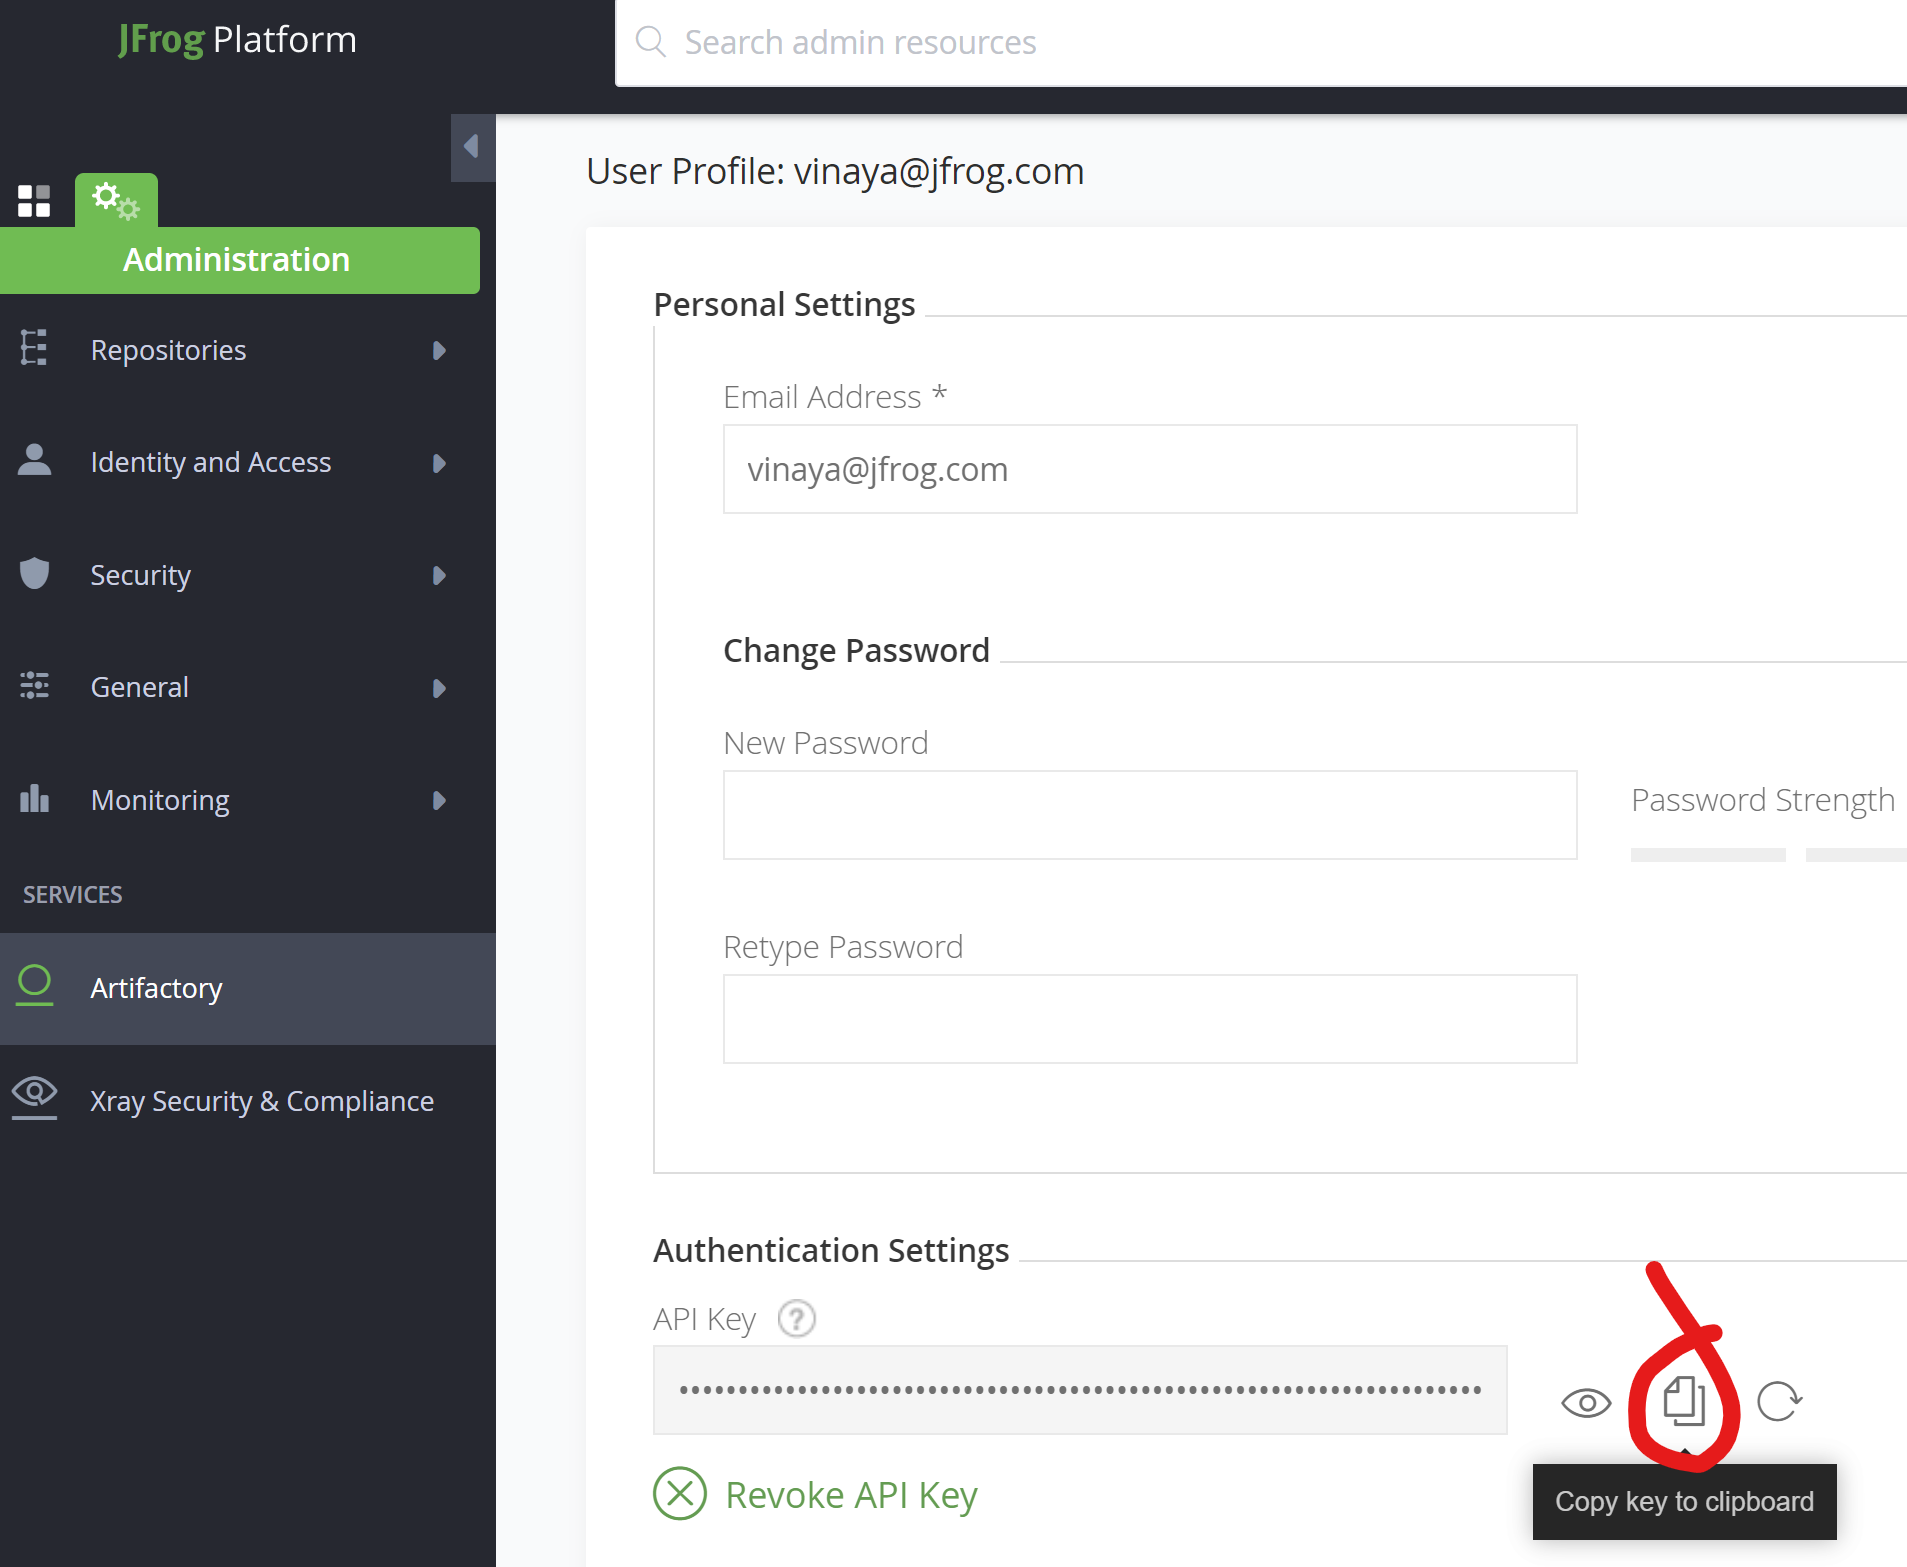 JFrog Platform
Search admin resources
User Profile: vinaya@jfrog.com
Administration
Repositories
Identity and Access
Security
General
Monitoring
SERVICES
Artifactory
Xray Security & Compliance
Personal Settings
Email Address *
vinaya@jfrog.com
Change Password
New Password
Password Strength
Retype Password
Authentication Settings
API Key ?
••••••••••••••••••••••••••••••••••••••••••••••••••••••••••••••••••••
Revoke API Key
Copy key to clipboard